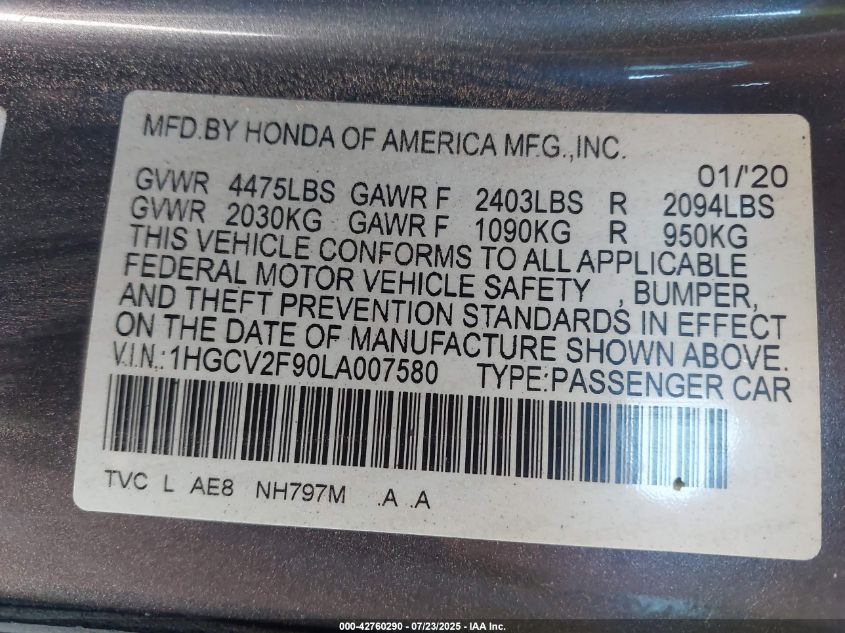 MFD.BY HONDA OF AMERICA MFG.,INC.
01/'20
GVWR 4475LBS GAWR F 2403LBS R 2094LBS
GVWR 2030KG GAWR F 1090KG R 950KG
THIS VEHICLE CONFORMS TO ALL APPLICABLE
FEDERAL MOTOR VEHICLE SAFETY , BUMPER,
AND THEFT PREVENTION STANDARDS IN EFFECT
ON THE DATE OF MANUFACTURE SHOWN ABOVE.
V.I.N.:1HGCV2F90LA007580 TYPE:PASSENGER CAR
TVC L AE8 NH797M .A .A
000-42760290 - 07/23/2025 - IAA Inc.